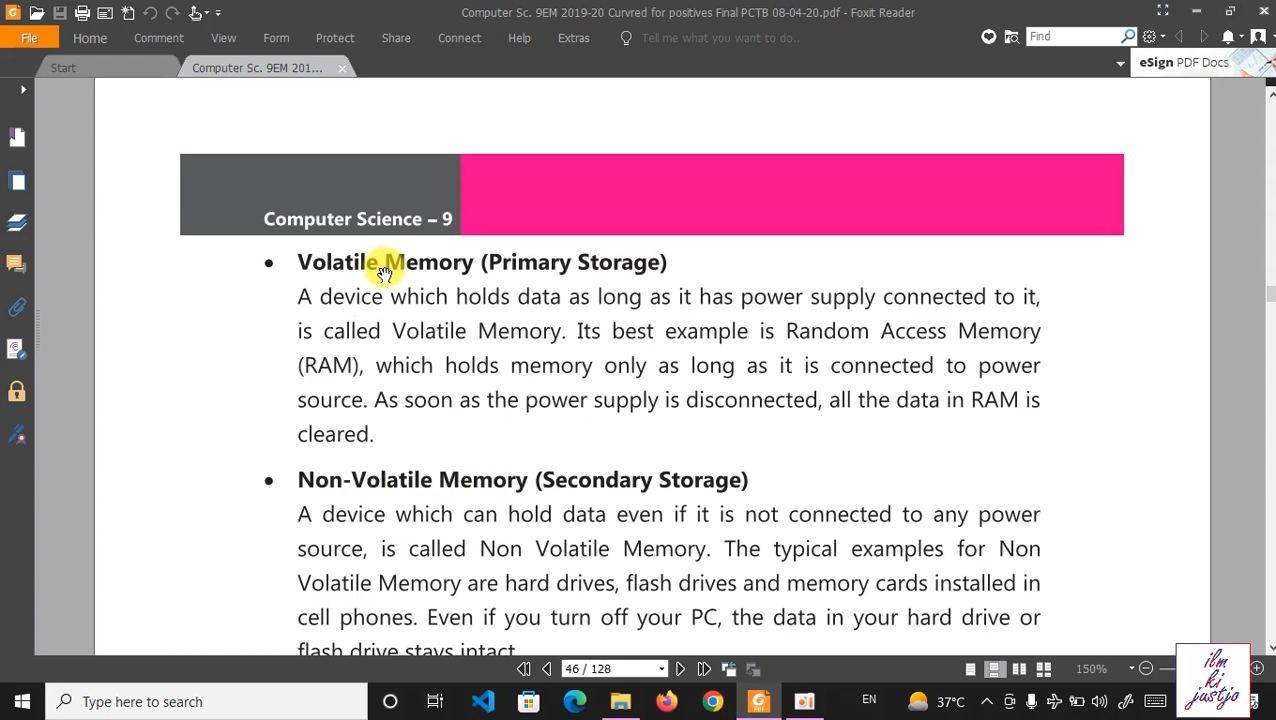 Computer Sc. 9EM 2019-20 Curvred for positives Final PCTB 08-04-20.pdf - Foxit Reader
File Home Comment View Form Protect Share Connect Help Extras Tell me what you want to do.. Find
Start Computer Sc. 9EM 201... eSign PDF Docs
Computer Science – 9
• Volatile Memory (Primary Storage)
A device which holds data as long as it has power supply connected to it,
is called Volatile Memory. Its best example is Random Access Memory
(RAM), which holds memory only as long as it is connected to power
source. As soon as the power supply is disconnected, all the data in RAM is
cleared.
• Non-Volatile Memory (Secondary Storage)
A device which can hold data even if it is not connected to any power
source, is called Non Volatile Memory. The typical examples for Non
Volatile Memory are hard drives, flash drives and memory cards installed in
cell phones. Even if you turn off your PC, the data in your hard drive or
flash drive stays intact.
46 / 128 150%
Type here to search EN 37°C
ilm
ki
justjo